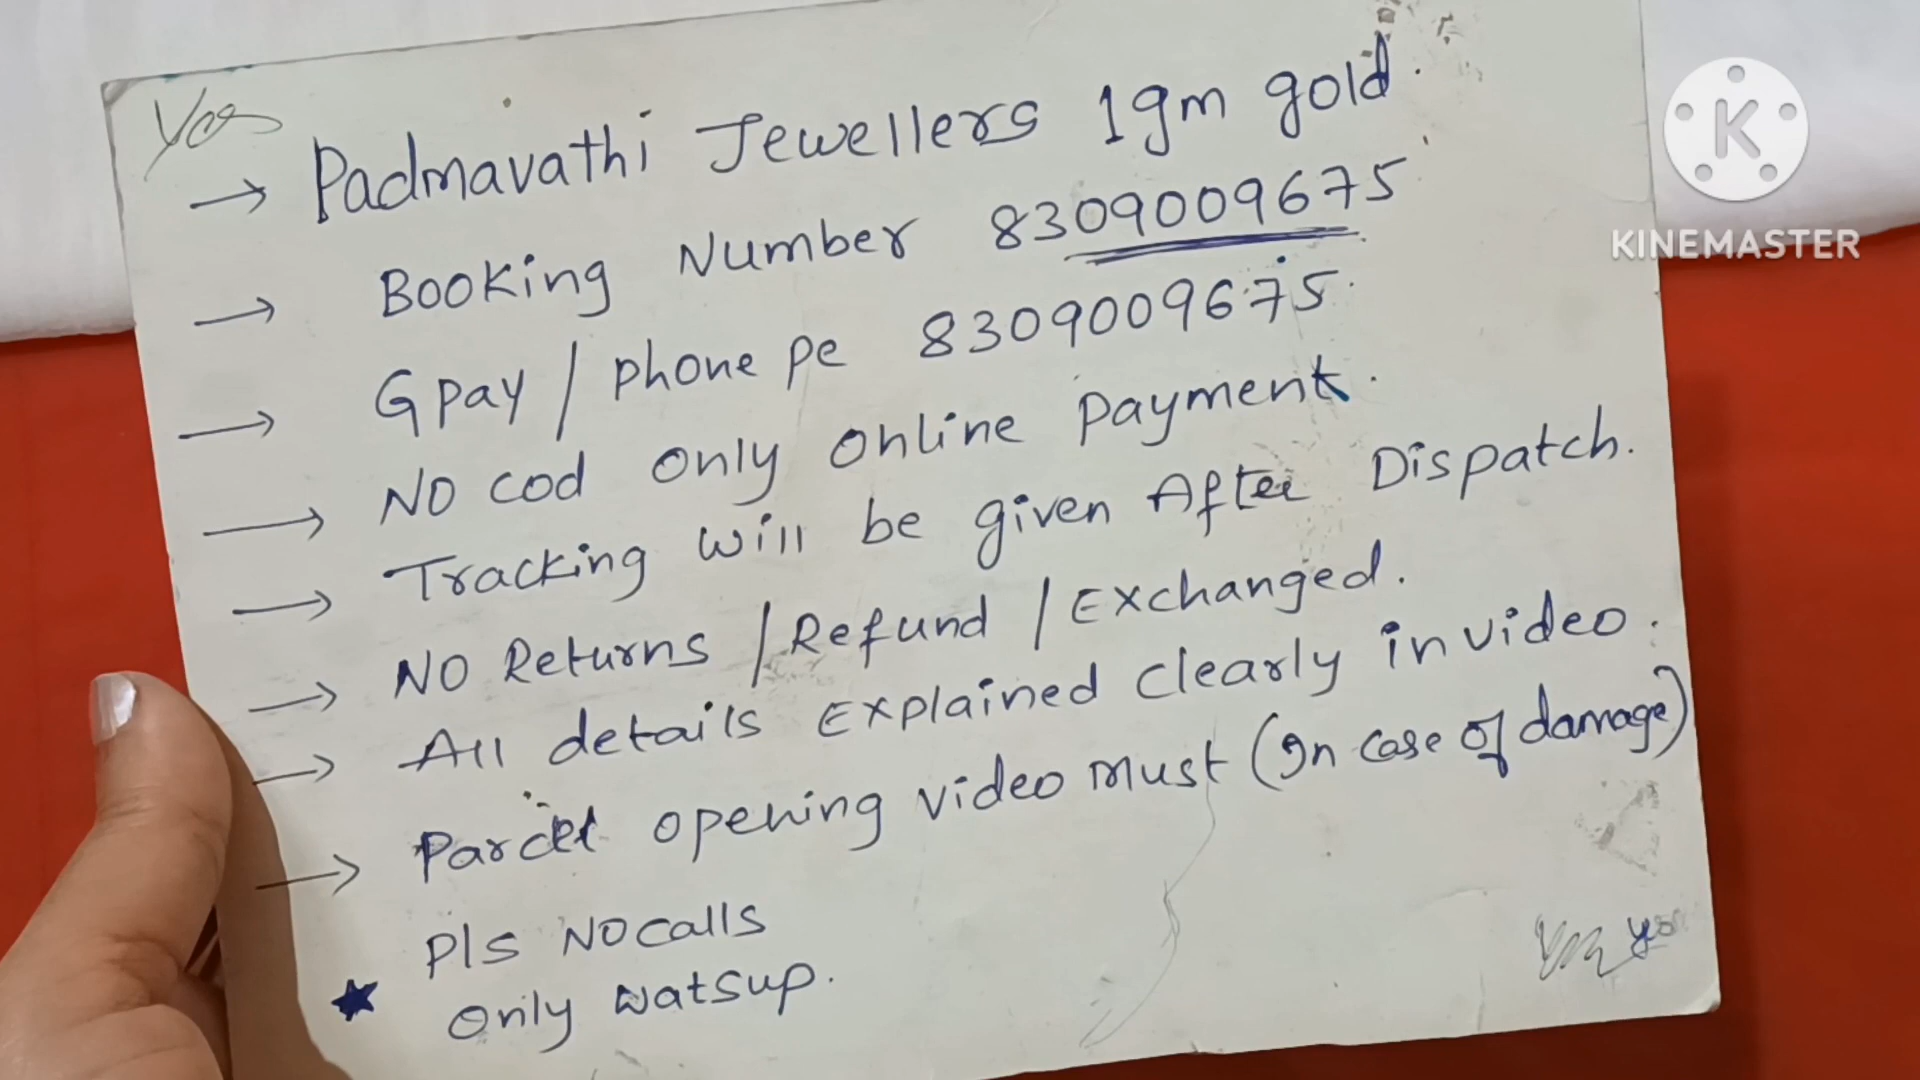 Yes
→ Padmavathi Jewellers 1gm gold.
→ Booking Number 8309009675
→ Gpay / phone pe 8309009675.
→ NO cod only online payment.
→ Tracking will be given After Dispatch.
→ NO Returns / Refund / Exchanged.
→ All details Explained clearly in video.
→ Parcel opening video must (In case of damage)
Pls NO calls
★ only watsup.
K
KINEMASTER